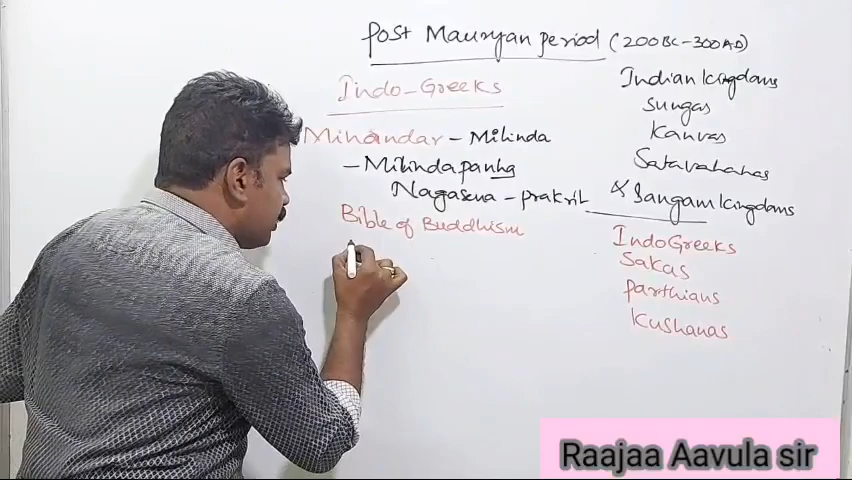 Post Mauryan period (200BC-300AD)
Indo-Greeks
Minandar - Milinda
- Milindapanha
Nagasena - prakrit
Bible of Buddhism
Indian kingdoms
Sungas
Kanvas
Satavahanas
& Sangam kingdoms
IndoGreeks
Sakas
Parthians
Kushanas
Raajaa Aavula sir